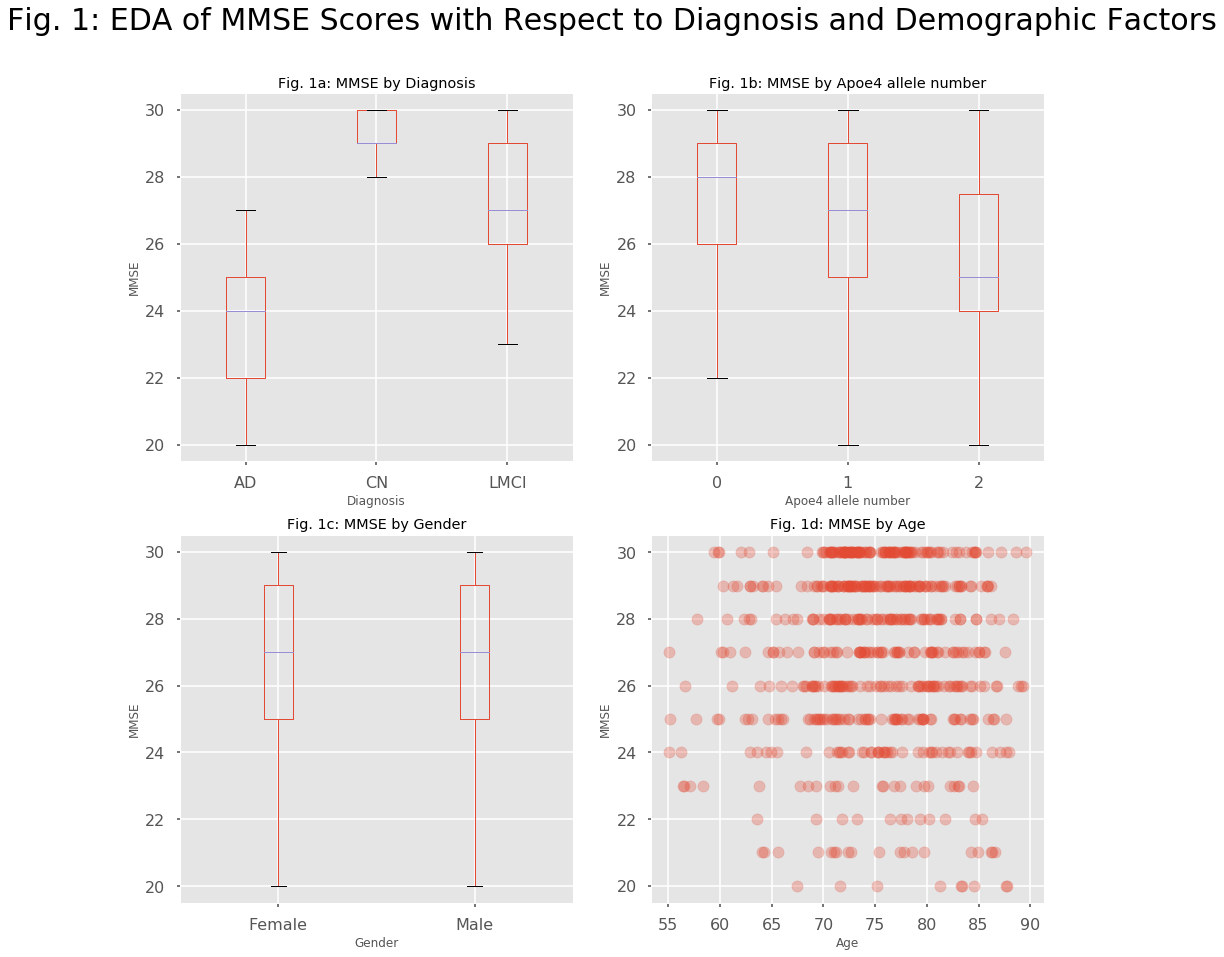 Fig. 1: EDA of MMSE Scores with Respect to Diagnosis and Demographic Factors
Fig. 1a: MMSE by Diagnosis
30
28
26
24
22
20
MMSE
AD CN LMCI
Diagnosis
Fig. 1b: MMSE by Apoe4 allele number
30
28
26
24
22
20
MMSE
0 1 2
Apoe4 allele number
Fig. 1c: MMSE by Gender
30
28
26
24
22
20
MMSE
Female Male
Gender
Fig. 1d: MMSE by Age
30
28
26
24
22
20
MMSE
55 60 65 70 75 80 85 90
Age